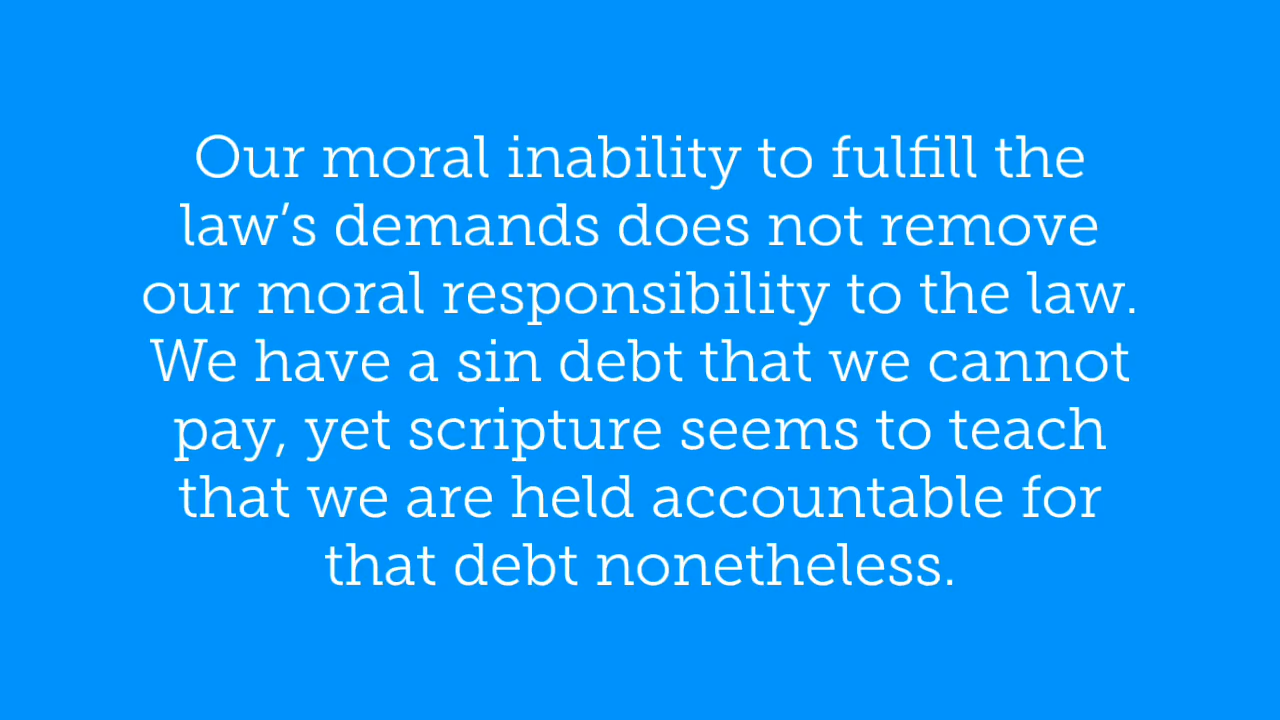 Our moral inability to fulfill the
law’s demands does not remove
our moral responsibility to the law.
We have a sin debt that we cannot
pay, yet scripture seems to teach
that we are held accountable for
that debt nonetheless.